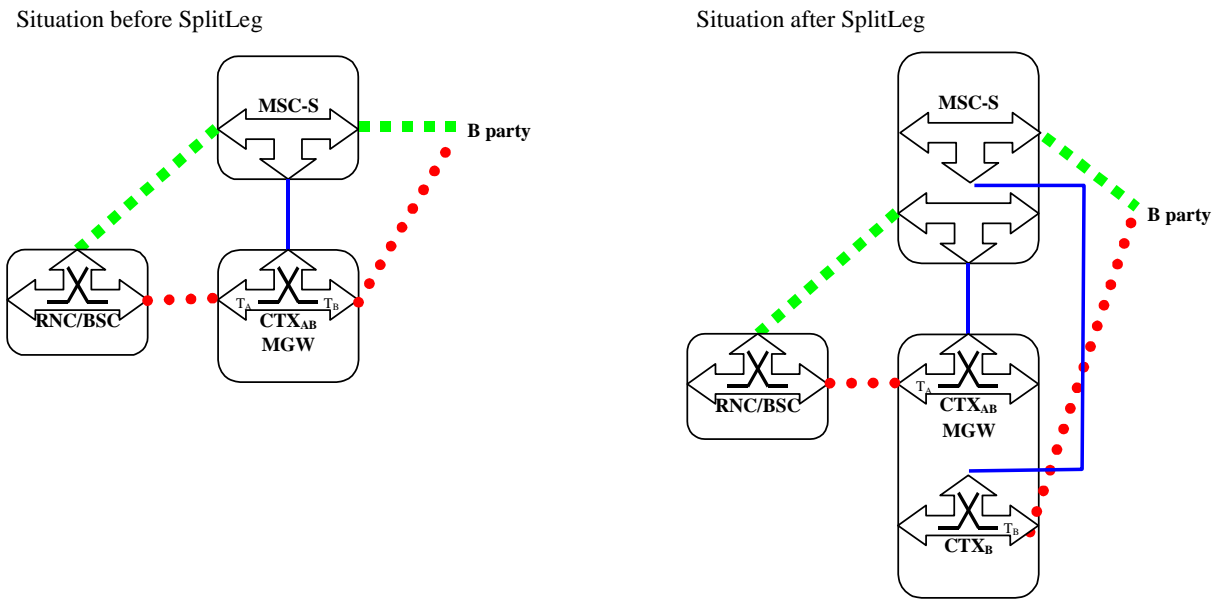 Situation before SplitLeg
MSC-S
B party
RNC/BSC
TA
TB
CTXAB
MGW
Situation after SplitLeg
MSC-S
B party
RNC/BSC
TA
CTXAB
MGW
TB
CTXB